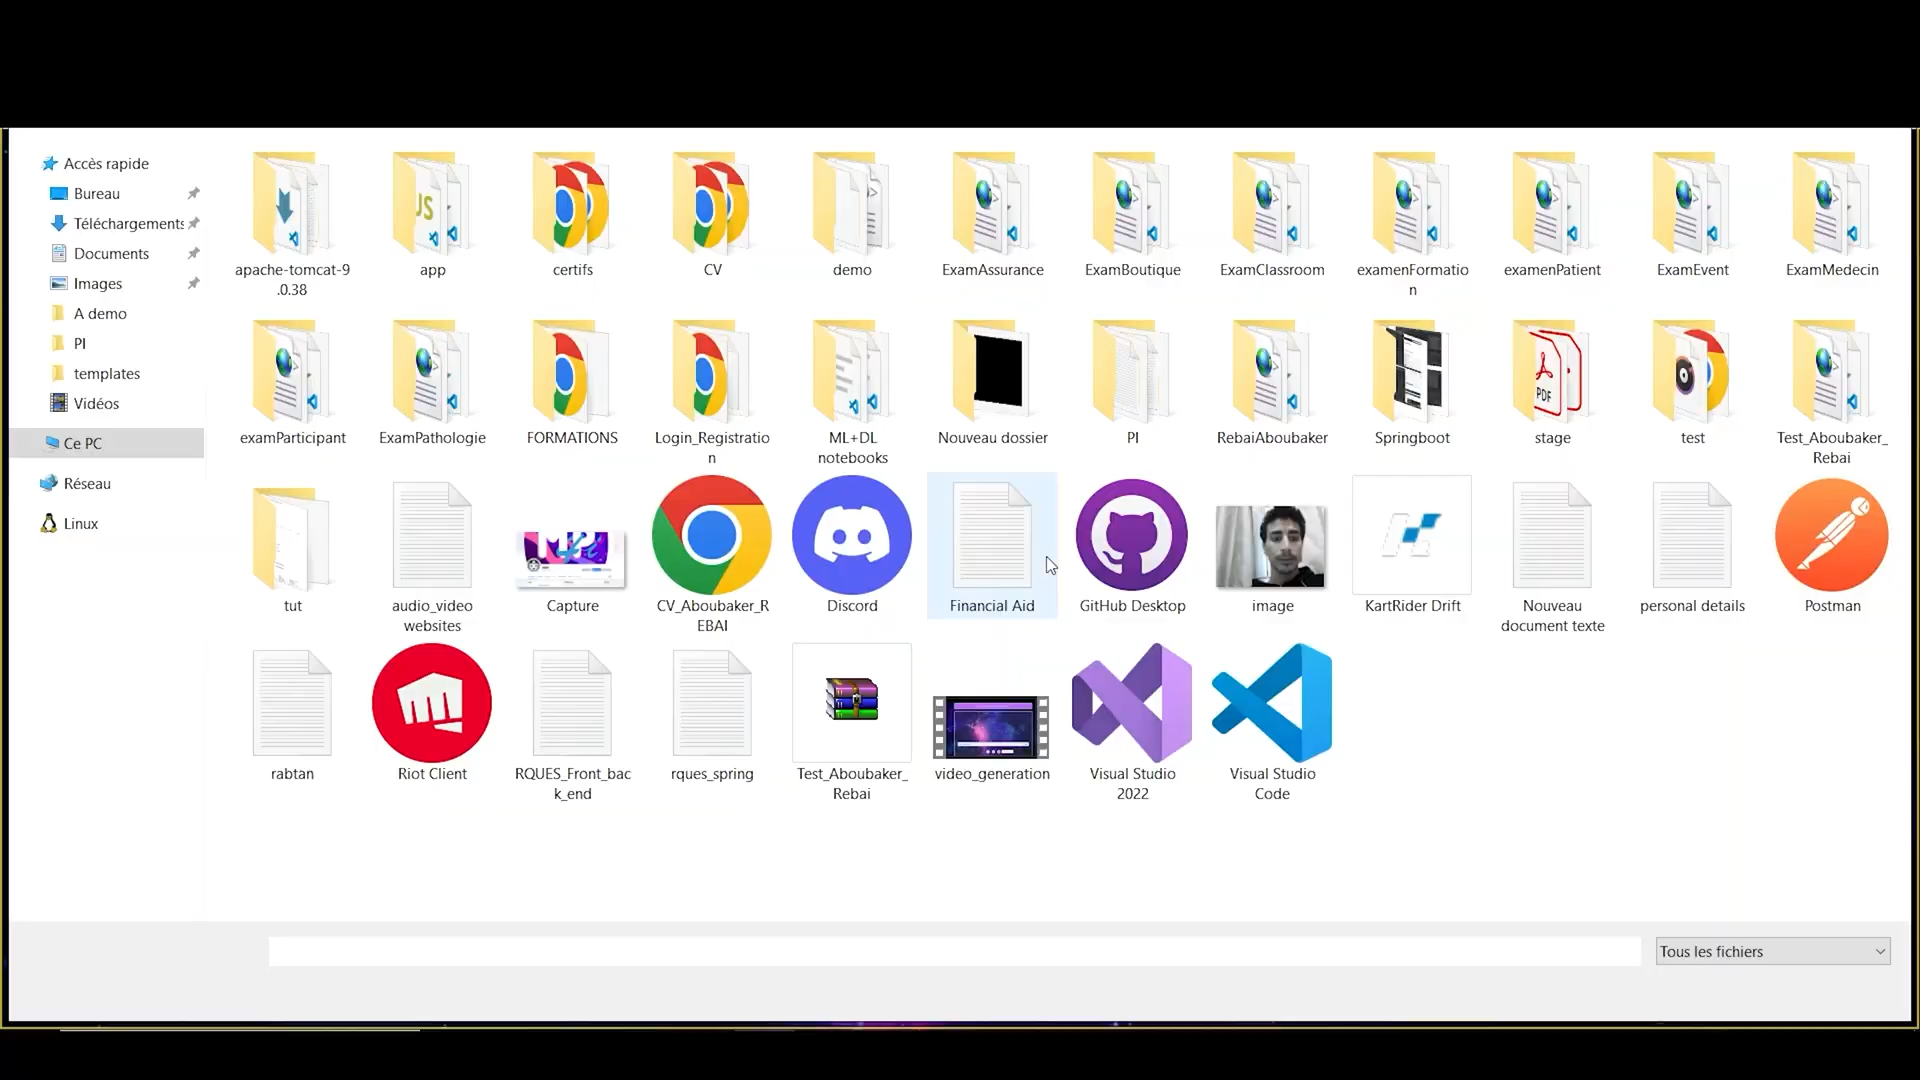 Accès rapide
Bureau
Téléchargements
Documents
Images
A demo
PI
templates
Vidéos
Ce PC
Réseau
Linux
apache-tomcat-9
.0.38
app
certifs
CV
demo
ExamAssurance
ExamBoutique
ExamClassroom
examenFormatio
n
examenPatient
ExamEvent
ExamMedecin
examParticipant
ExamPathologie
FORMATIONS
Login_Registratio
n
ML+DL
notebooks
Nouveau dossier
PI
RebaiAboubaker
Springboot
stage
test
Test_Aboubaker_
Rebai
tut
audio_video
websites
Capture
CV_Aboubaker_R
EBAI
Discord
Financial Aid
GitHub Desktop
image
KartRider Drift
Nouveau
document texte
personal details
Postman
rabtan
Riot Client
RQUES_Front_bac
k_end
rques_spring
Test_Aboubaker_
Rebai
video_generation
Visual Studio
2022
Visual Studio
Code
Tous les fichiers
JS
PDF